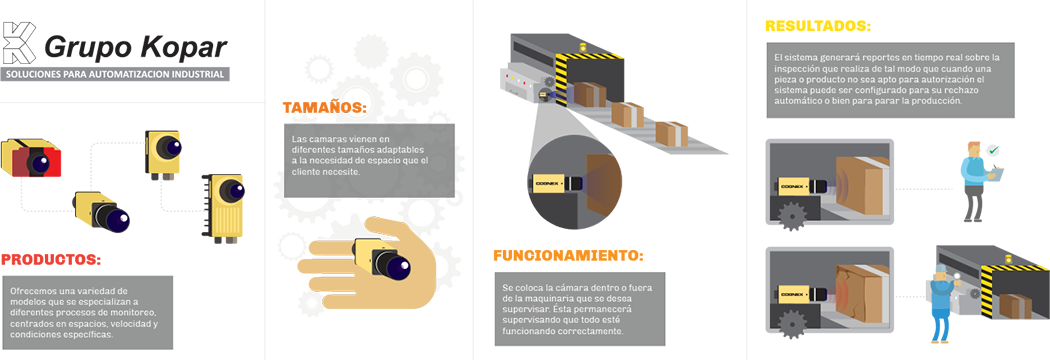 Grupo Kopar
SOLUCIONES PARA AUTOMATIZACION INDUSTRIAL
PRODUCTOS:
Ofrecemos una variedad de
modelos que se especializan a
diferentes procesos de monitoreo,
centrados en espacios, velocidad y
condiciones específicas.
TAMAÑOS:
Las camaras vienen en
diferentes tamaños adaptables
a la necesidad de espacio que el
cliente necesite.
COGNEX
FUNCIONAMIENTO:
Se coloca la cámara dentro o fuera
de la maquinaria que se desea
supervisar. Ésta permanecerá
supervisando que todo esté
funcionando correctamente.
RESULTADOS:
El sistema generará reportes en tiempo real sobre la
inspección que realiza de tal modo que cuando una
pieza o producto no sea apto para autorización el
sistema puede ser configurado para su rechazo
automático o bien para parar la producción.
COGNEX
COGNEX